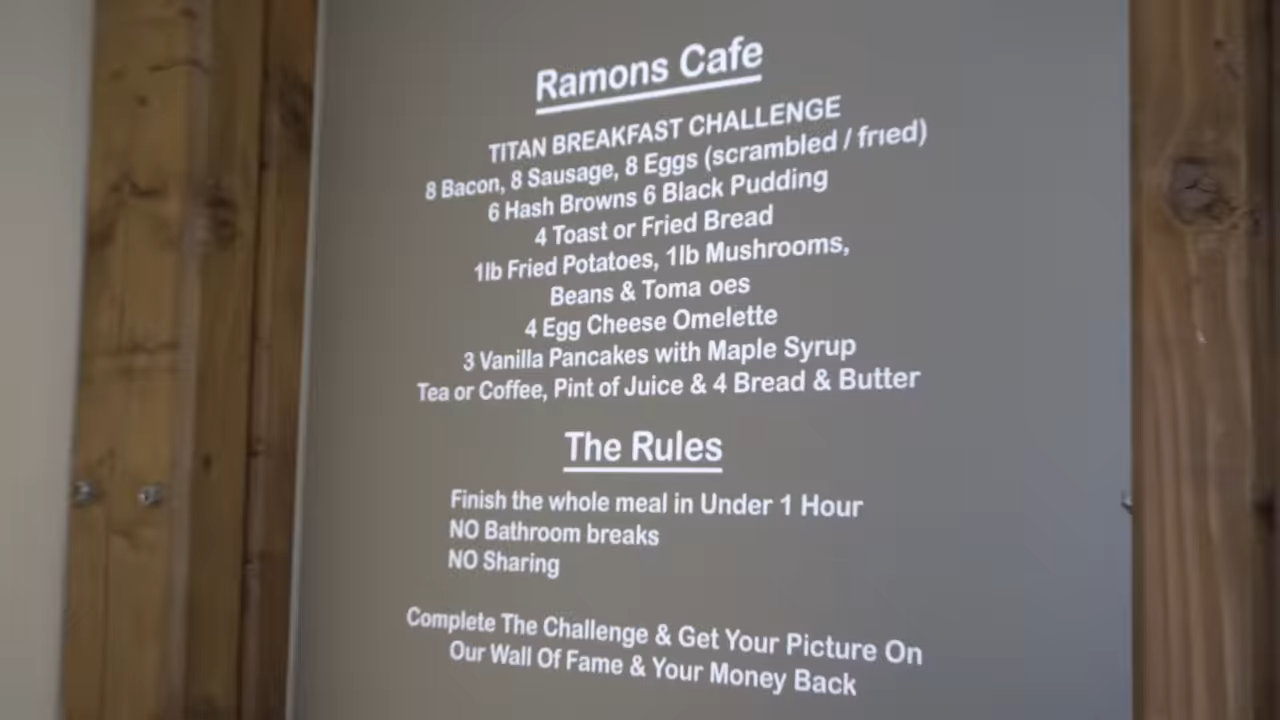 Ramons Cafe
TITAN BREAKFAST CHALLENGE
8 Bacon, 8 Sausage, 8 Eggs (scrambled / fried)
6 Hash Browns 6 Black Pudding
4 Toast or Fried Bread
1lb Fried Potatoes, 1lb Mushrooms,
Beans & Toma oes
4 Egg Cheese Omelette
3 Vanilla Pancakes with Maple Syrup
Tea or Coffee, Pint of Juice & 4 Bread & Butter
The Rules
Finish the whole meal in Under 1 Hour
NO Bathroom breaks
NO Sharing
Complete The Challenge & Get Your Picture On
Our Wall Of Fame & Your Money Back